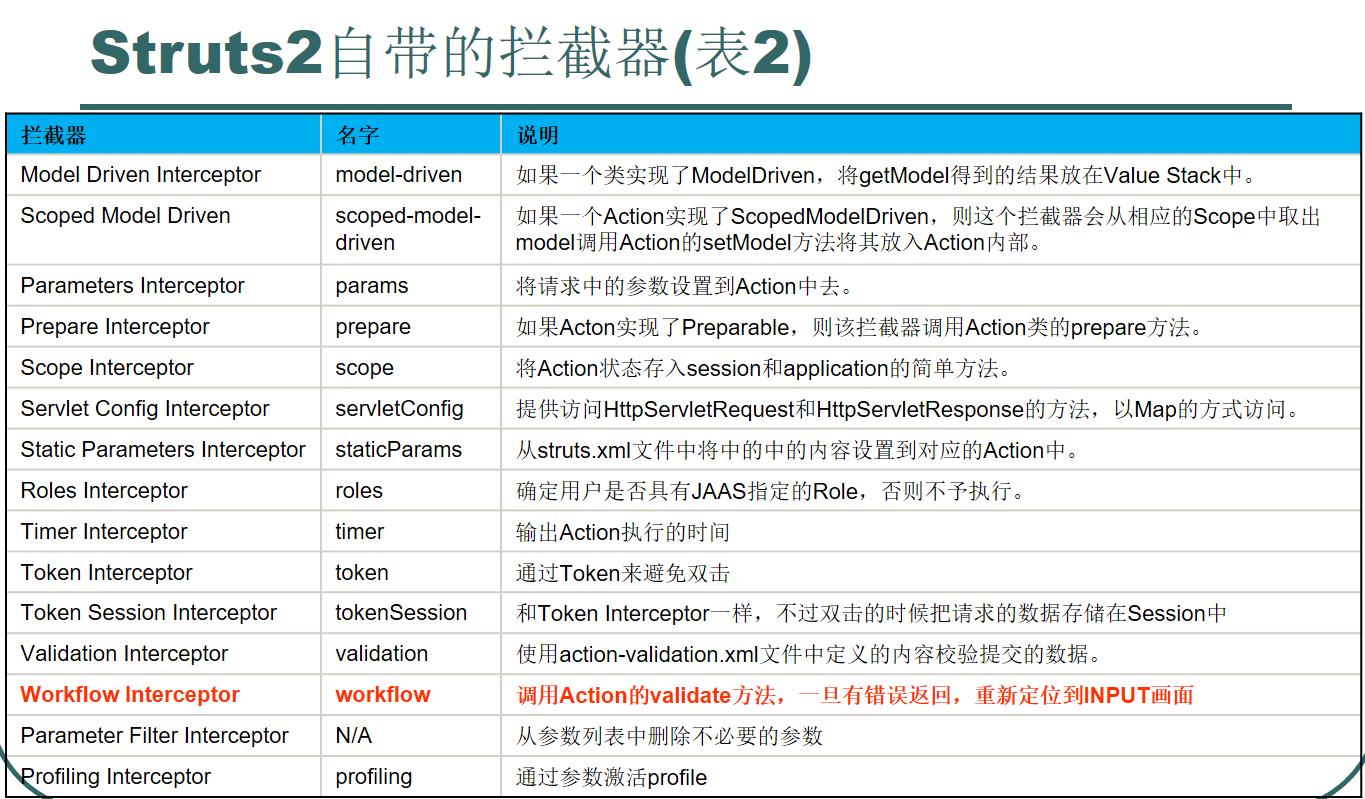 Struts2自带的拦截器(表2)
拦截器 名字 说明
Model Driven Interceptor model-driven 如果一个类实现了ModelDriven，将getModel得到的结果放在Value Stack中。
Scoped Model Driven scoped-model- 如果一个Action实现了ScopedModelDriven，则这个拦截器会从相应的Scope中取出
driven model调用Action的setModel方法将其放入Action内部。
Parameters Interceptor params 将请求中的参数设置到Action中去。
Prepare Interceptor prepare 如果Acton实现了Preparable，则该拦截器调用Action类的prepare方法。
Scope Interceptor scope 将Action状态存入session和application的简单方法。
Servlet Config Interceptor servletConfig 提供访问HttpServletRequest和HttpServletResponse的方法，以Map的方式访问。
Static Parameters Interceptor staticParams 从struts.xml文件中将中的中的内容设置到对应的Action中。
Roles Interceptor roles 确定用户是否具有JAAS指定的Role，否则不予执行。
Timer Interceptor timer 输出Action执行的时间
Token Interceptor token 通过Token来避免双击
Token Session Interceptor tokenSession 和Token Interceptor一样，不过双击的时候把请求的数据存储在Session中
Validation Interceptor validation 使用action-validation.xml文件中定义的内容校验提交的数据。
Workflow Interceptor workflow 调用Action的validate方法，一旦有错误返回，重新定位到INPUT画面
Parameter Filter Interceptor N/A 从参数列表中删除不必要的参数
Profiling Interceptor profiling 通过参数激活profile